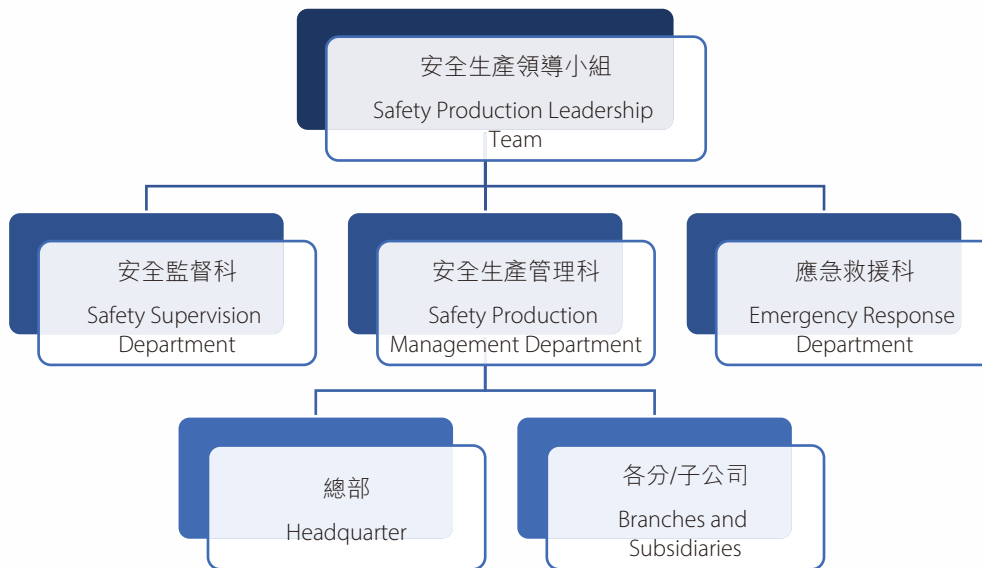 安全生產領導小組
Safety Production Leadership
Team
安全監督科
Safety Supervision
Department
安全生產管理科
Safety Production
Management Department
應急救援科
Emergency Response
Department
總部
Headquarter
各分/子公司
Branches and
Subsidiaries